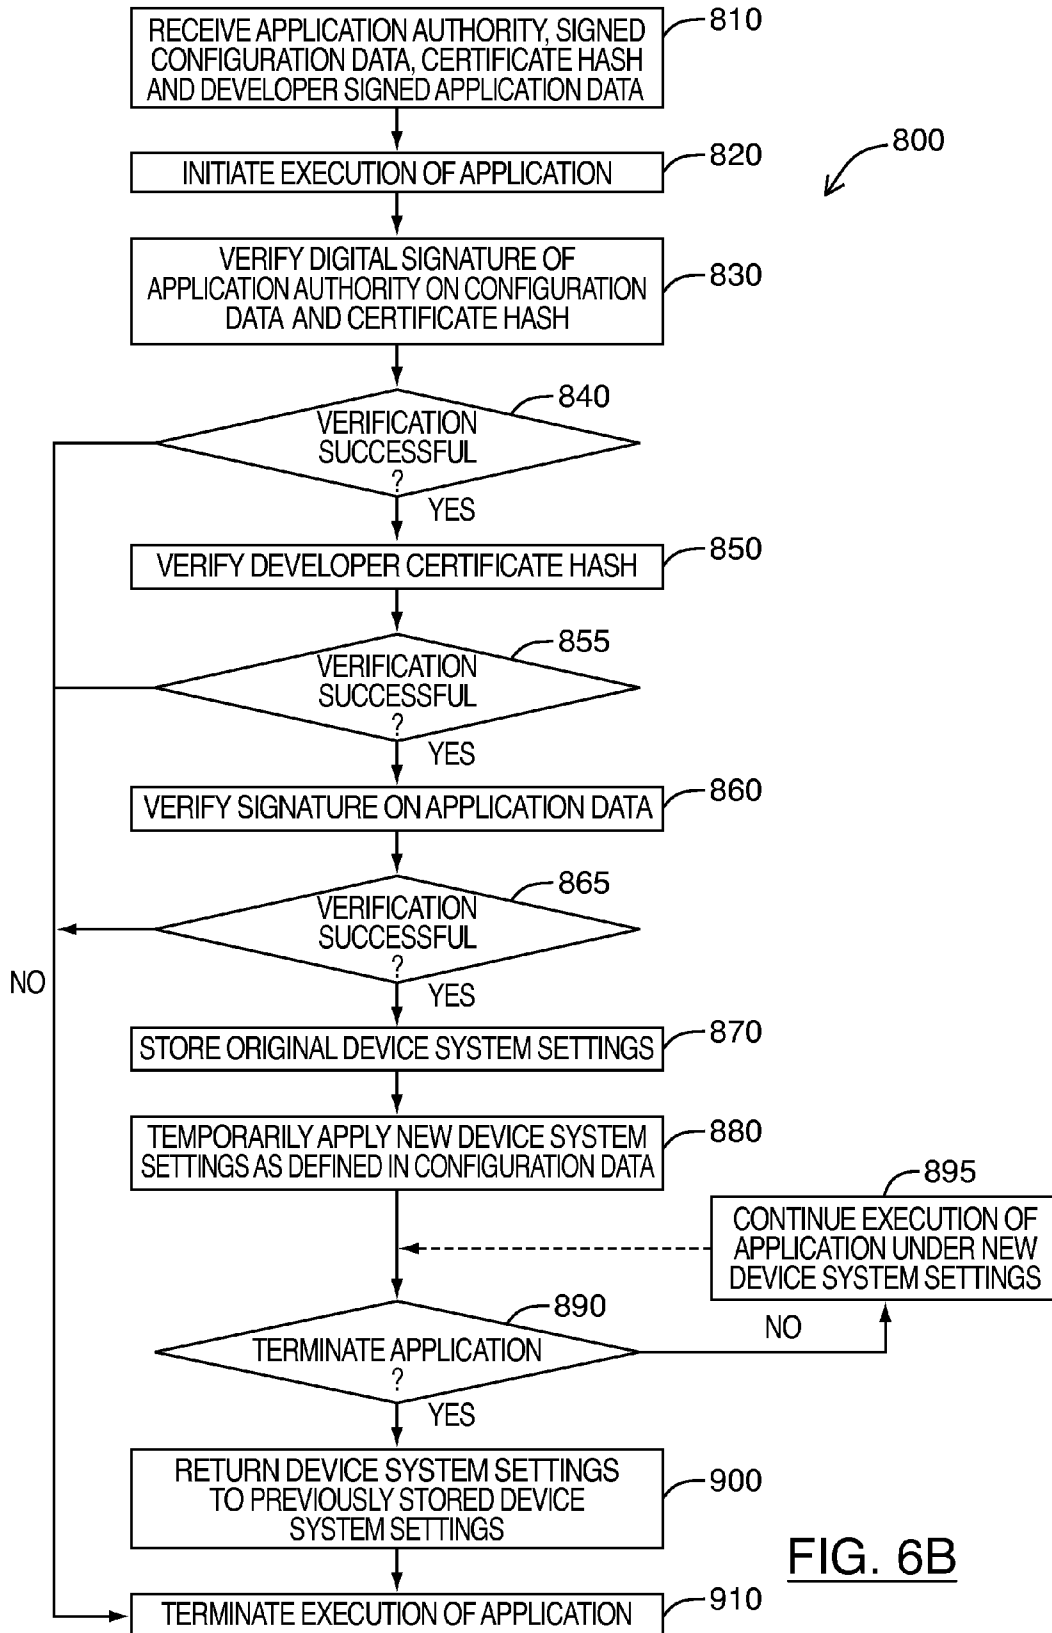 RECEIVE APPLICATION AUTHORITY, SIGNED
CONFIGURATION DATA, CERTIFICATE HASH
AND DEVELOPER SIGNED APPLICATION DATA
810
INITIATE EXECUTION OF APPLICATION
820
800
VERIFY DIGITAL SIGNATURE OF
APPLICATION AUTHORITY ON CONFIGURATION
DATA AND CERTIFICATE HASH
830
VERIFICATION
SUCCESSFUL
?
840
YES
VERIFY DEVELOPER CERTIFICATE HASH
850
VERIFICATION
SUCCESSFUL
?
855
YES
VERIFY SIGNATURE ON APPLICATION DATA
860
VERIFICATION
SUCCESSFUL
?
865
NO
YES
STORE ORIGINAL DEVICE SYSTEM SETTINGS
870
TEMPORARILY APPLY NEW DEVICE SYSTEM
SETTINGS AS DEFINED IN CONFIGURATION DATA
880
895
CONTINUE EXECUTION OF
APPLICATION UNDER NEW
DEVICE SYSTEM SETTINGS
TERMINATE APPLICATION
?
890
NO
YES
RETURN DEVICE SYSTEM SETTINGS
TO PREVIOUSLY STORED DEVICE
SYSTEM SETTINGS
900
TERMINATE EXECUTION OF APPLICATION
910
FIG. 6B